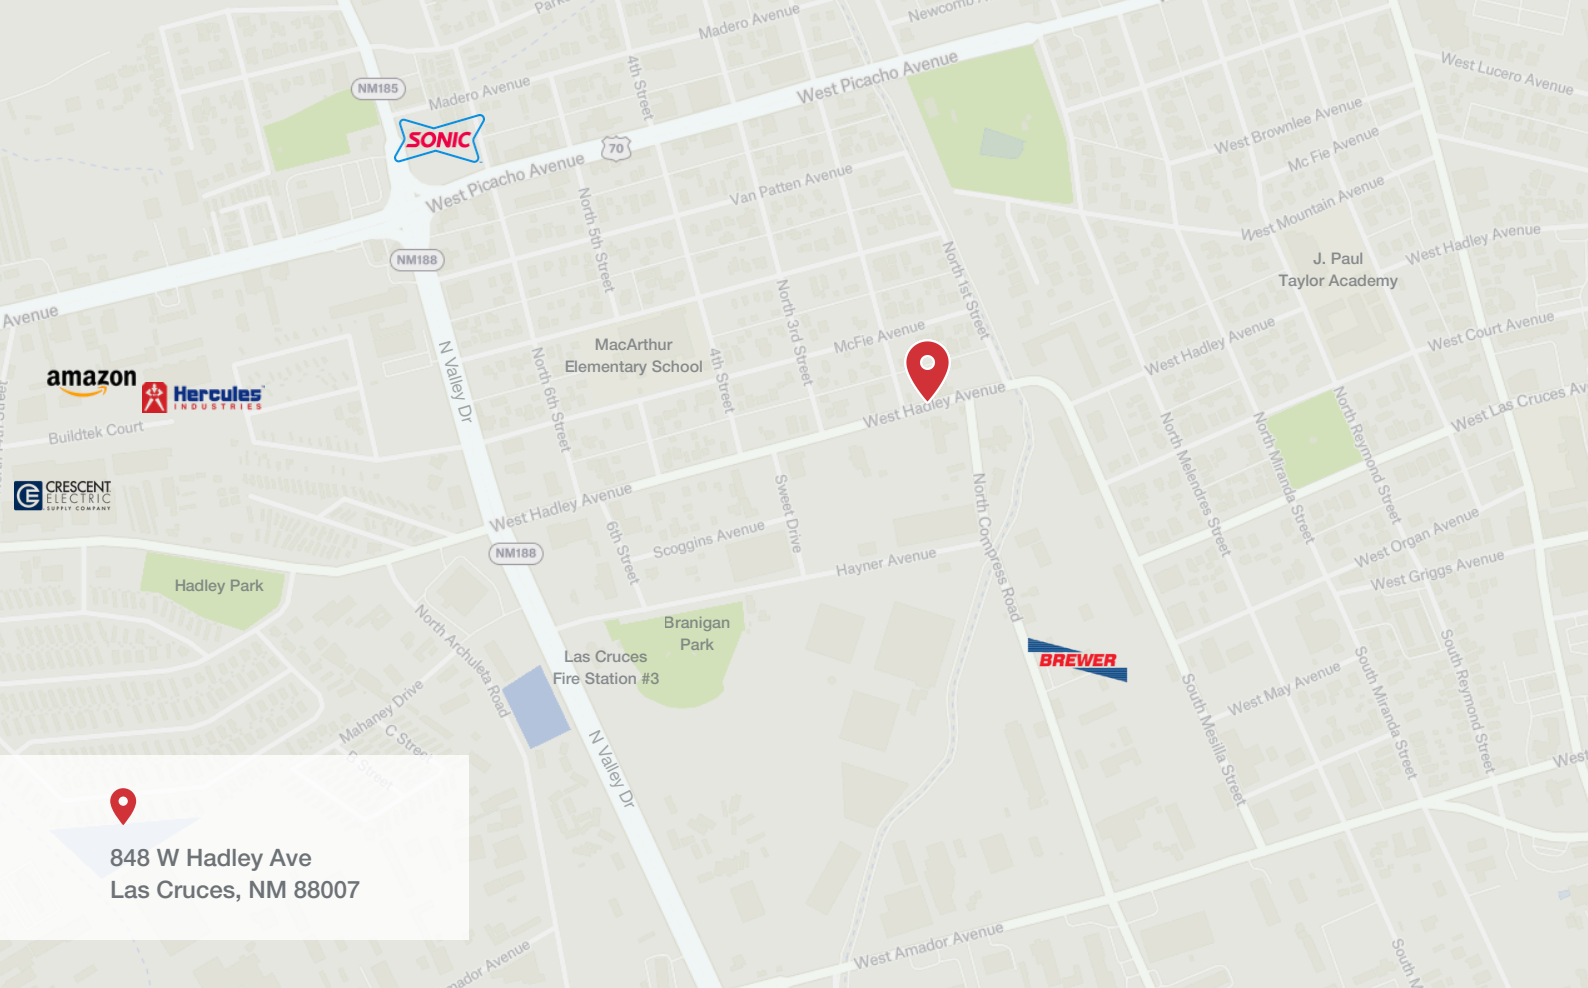 Madero Avenue
Newcomb
4th Street
West Picacho Avenue
West Lucero Avenue
NM185
Madero Avenue
West Brownlee Avenue
SONIC
70
Mc Fie Avenue
West Picacho Avenue
Van Patten Avenue
West Mountain Avenue
North 5th Street
NM188
North 1st Street
West Hadley Avenue
J. Paul
Taylor Academy
Avenue
North 3rd Street
McFie Avenue
West Court Avenue
MacArthur
Elementary School
West Hadley Avenue
N Valley Dr
North 6th Street
4th Street
amazon
Hercules
INDUSTRIES
West Hadley Avenue
West Las Cruces Av
Buildtek Court
North Melendres Street
North Miranda Street
North Reymond Street
CRESCENT
ELECTRIC
SUPPLY COMPANY
West Hadley Avenue
Sweet Drive
North Compress Road
6th Street
Scoggins Avenue
West Organ Avenue
NM188
Hayner Avenue
West Griggs Avenue
Hadley Park
North Archuleta Road
Branigan
Park
Las Cruces
Fire Station #3
BREWER
West May Avenue
South Miranda Street
South Reymond Street
Mahaney Drive
C Street
South Mesilla Street
N Valley Dr
West
848 W Hadley Ave
Las Cruces, NM 88007
West Amador Avenue
mador Avenue
South M